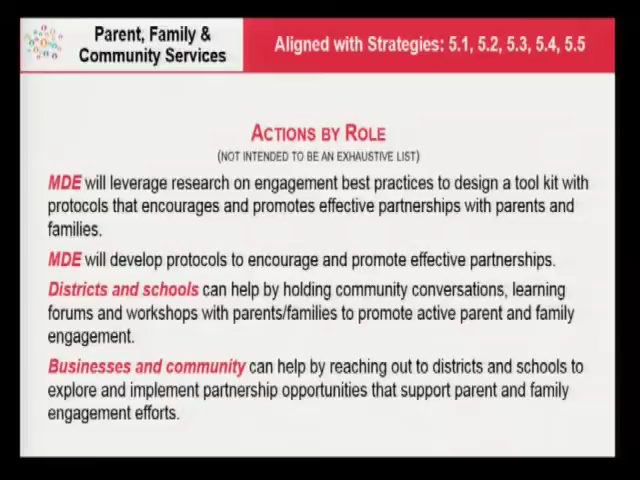 Parent, Family &
Community Services
Aligned with Strategies: 5.1, 5.2, 5.3, 5.4, 5.5
ACTIONS BY ROLE
(NOT INTENDED TO BE AN EXHAUSTIVE LIST)
MDE will leverage research on engagement best practices to design a tool kit with
protocols that encourages and promotes effective partnerships with parents and
families.
MDE will develop protocols to encourage and promote effective partnerships.
Districts and schools can help by holding community conversations, learning
forums and workshops with parents/families to promote active parent and family
engagement.
Businesses and community can help by reaching out to districts and schools to
explore and implement partnership opportunities that support parent and family
engagement efforts.